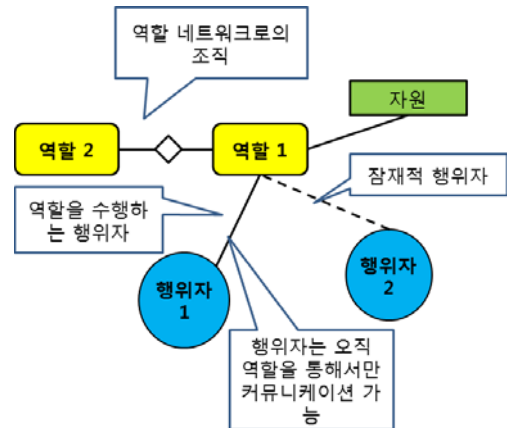 역할 네트워크로의
조직
자원
역할 2
역할 1
잠재적 행위자
역할을 수행하
는 행위자
행위자
1
행위자
2
행위자는 오직
역할을 통해서만
커뮤니케이션 가
능